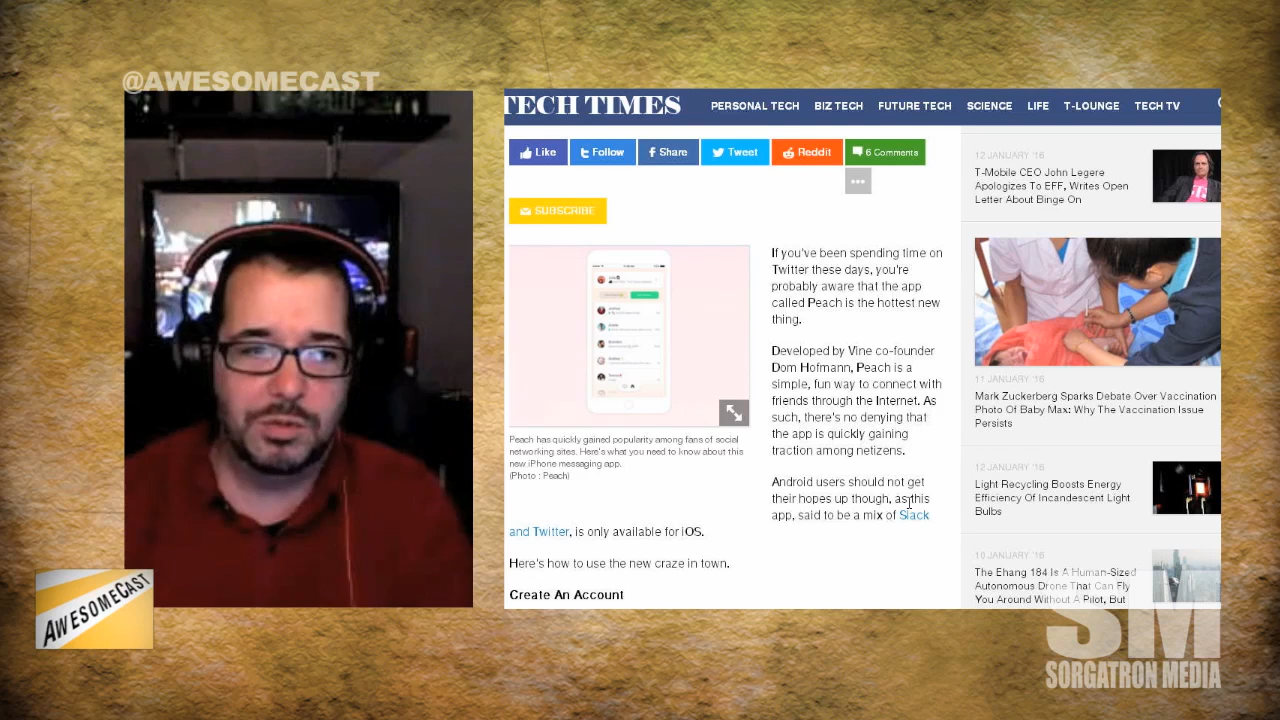 @AWESOMECAST
TECH TIMES
PERSONAL TECH
BIZ TECH
FUTURE TECH
SCIENCE
LIFE
T-LOUNGE
TECH TV
Like
Follow
Share
Tweet
Reddit
6 Comments
SUBSCRIBE
Peach has quickly gained popularity among fans of social
networking sites. Here's what you need to know about this
new iPhone messaging app.
(Photo : Peach)
If you've been spending time on
Twitter these days, you're
probably aware that the app
called Peach is the hottest new
thing.
Developed by Vine co-founder
Dom Hofmann, Peach is a
simple, fun way to connect with
friends through the Internet. As
such, there's no denying that
the app is quickly gaining
traction among netizens.
Android users should not get
their hopes up though, as this
app, said to be a mix of Slack
and Twitter, is only available for iOS.
Here's how to use the new craze in town.
Create An Account
12 JANUARY '16
T-Mobile CEO John Legere
Apologizes To EFF, Writes Open
Letter About Binge On
11 JANUARY '16
Mark Zuckerberg Sparks Debate Over Vaccination
Photo Of Baby Max: Why The Vaccination Issue
Persists
12 JANUARY '16
Light Recycling Boosts Energy
Efficiency Of Incandescent Light
Bulbs
10 JANUARY '16
The Ehang 184 Is A Human-Sized
Autonomous Drone That Can Fly
You Around Without A Pilot, But
AWESOMECAST
SM
SORGATRON MEDIA